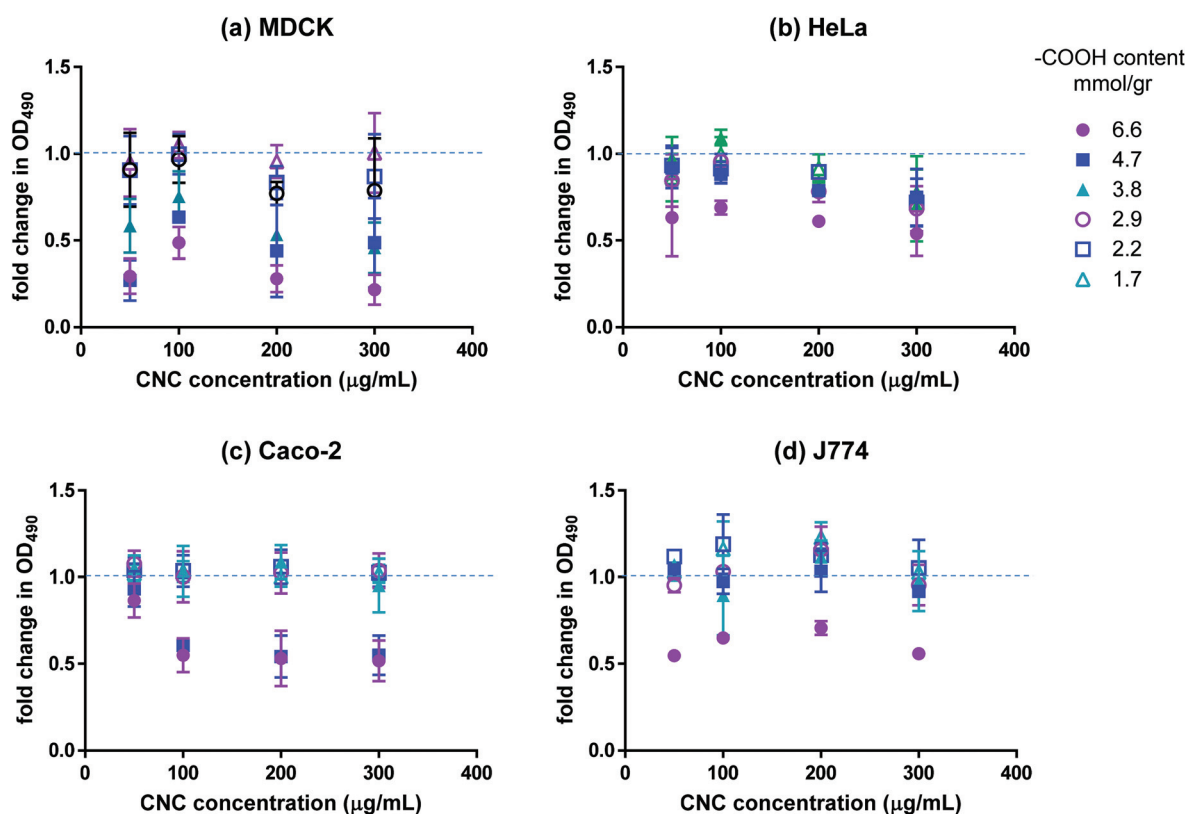 (a) MDCK
1.5
1.0
0.5
0.0
0 100 200 300 400
fold change in OD490
CNC concentration (μg/mL)
(b) HeLa
1.5
1.0
0.5
0.0
0 100 200 300 400
fold change in OD490
CNC concentration (μg/mL)
-COOH content
mmol/gr
6.6
4.7
3.8
2.9
2.2
1.7
(c) Caco-2
1.5
1.0
0.5
0.0
0 100 200 300 400
fold change in OD490
CNC concentration (μg/mL)
(d) J774
1.5
1.0
0.5
0.0
0 100 200 300 400
fold change in OD490
CNC concentration (μg/mL)